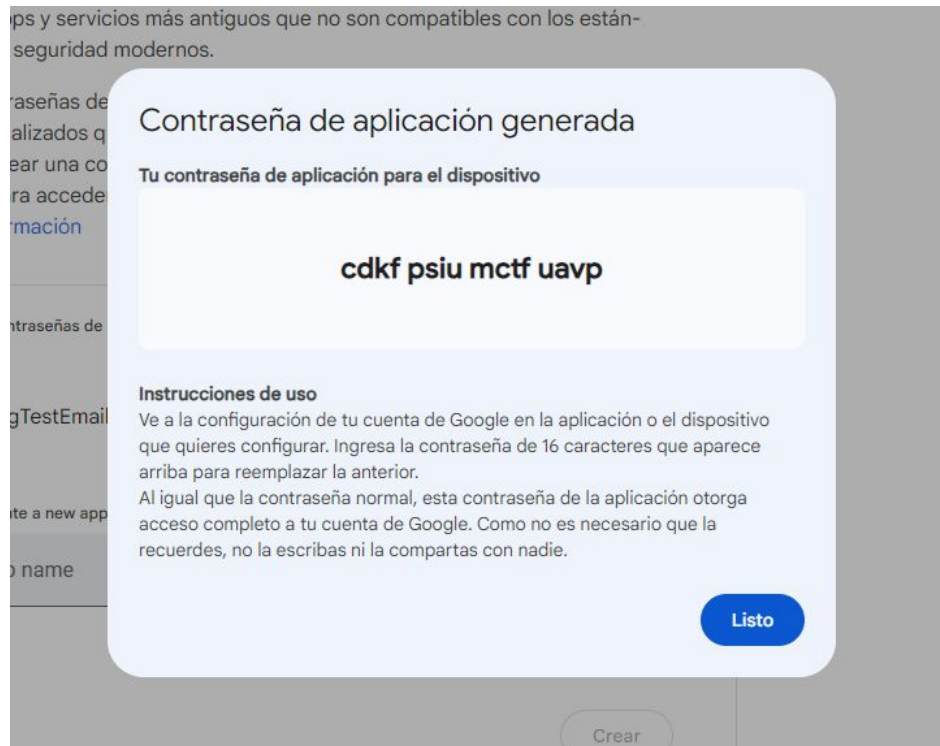 ps y servicios más antiguos que no son compatibles con los están-
seguridad modernos.
raseñas de
Contraseña de aplicación generada
alizados q
ear una co
Tu contraseña de aplicación para el dispositivo
ra accede
rmación
cdkf psiu mctf uavp
ntraseñas de
Instrucciones de uso
gTestEmail
Ve a la configuración de tu cuenta de Google en la aplicación o el dispositivo
que quieres configurar. Ingresa la contraseña de 16 caracteres que aparece
arriba para reemplazar la anterior.
Al igual que la contraseña normal, esta contraseña de la aplicación otorga
te a new app
acceso completo a tu cuenta de Google. Como no es necesario que la
recuerdes, no la escribas ni la compartas con nadie.
name
Listo
Crear